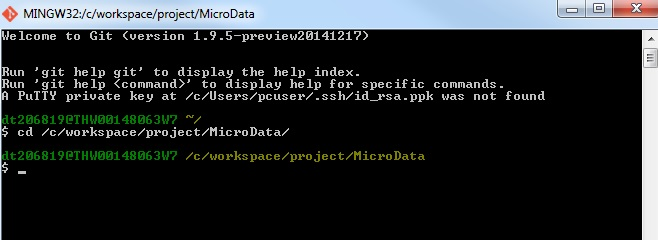 MINGW32:/c/workspace/project/MicroData
Welcome to Git (version 1.9.5-preview20141217)
Run 'git help git' to display the help index.
Run 'git help <command>' to display help for specific commands.
A PuTTY private key at /c/Users/pcuser/.ssh/id_rsa.ppk was not found
dt206819@THW00148063W7 ~/
$ cd /c/workspace/project/MicroData/
dt206819@THW00148063W7 /c/workspace/project/MicroData
$ _